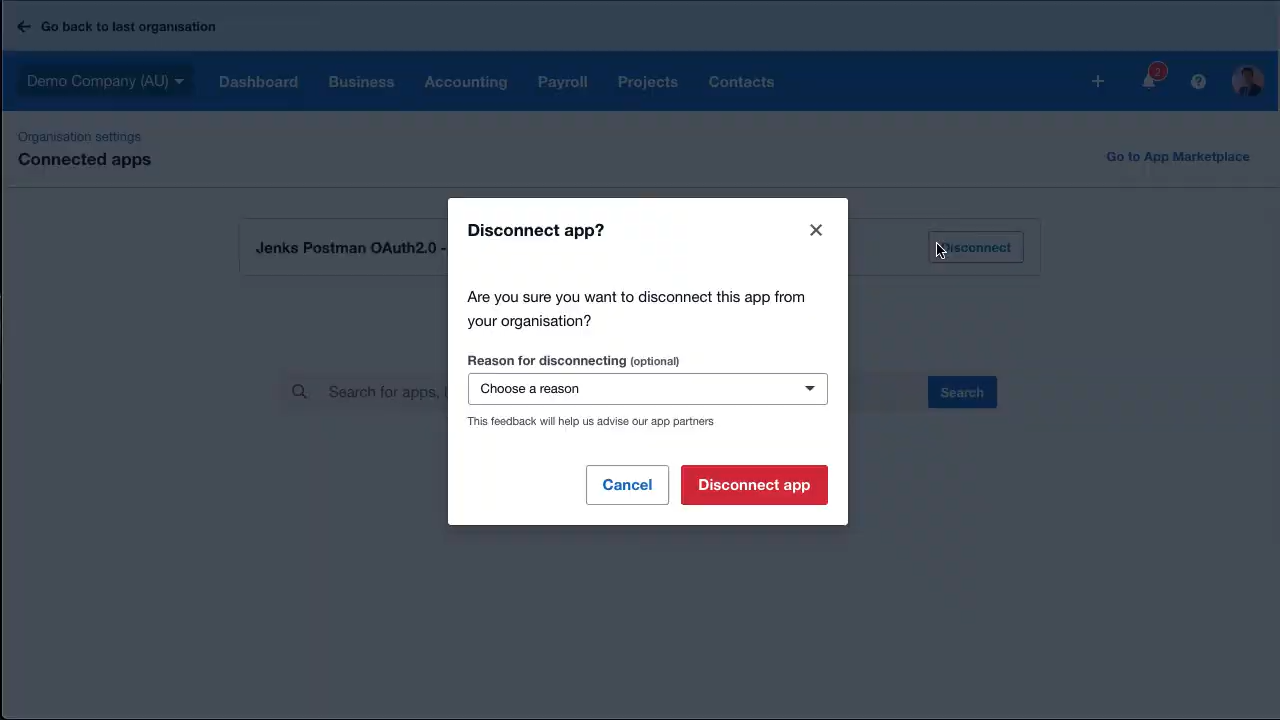 Go back to last organisation
Demo Company (AU) Dashboard Business Accounting Payroll Projects Contacts 2
Organisation settings
Connected apps
Go to App Marketplace
Disconnect app?
Jenks Postman OAuth2.0 -
Disconnect
Are you sure you want to disconnect this app from
your organisation?
Reason for disconnecting (optional)
Choose a reason
Search for apps,
Search
This feedback will help us advise our app partners
Cancel Disconnect app